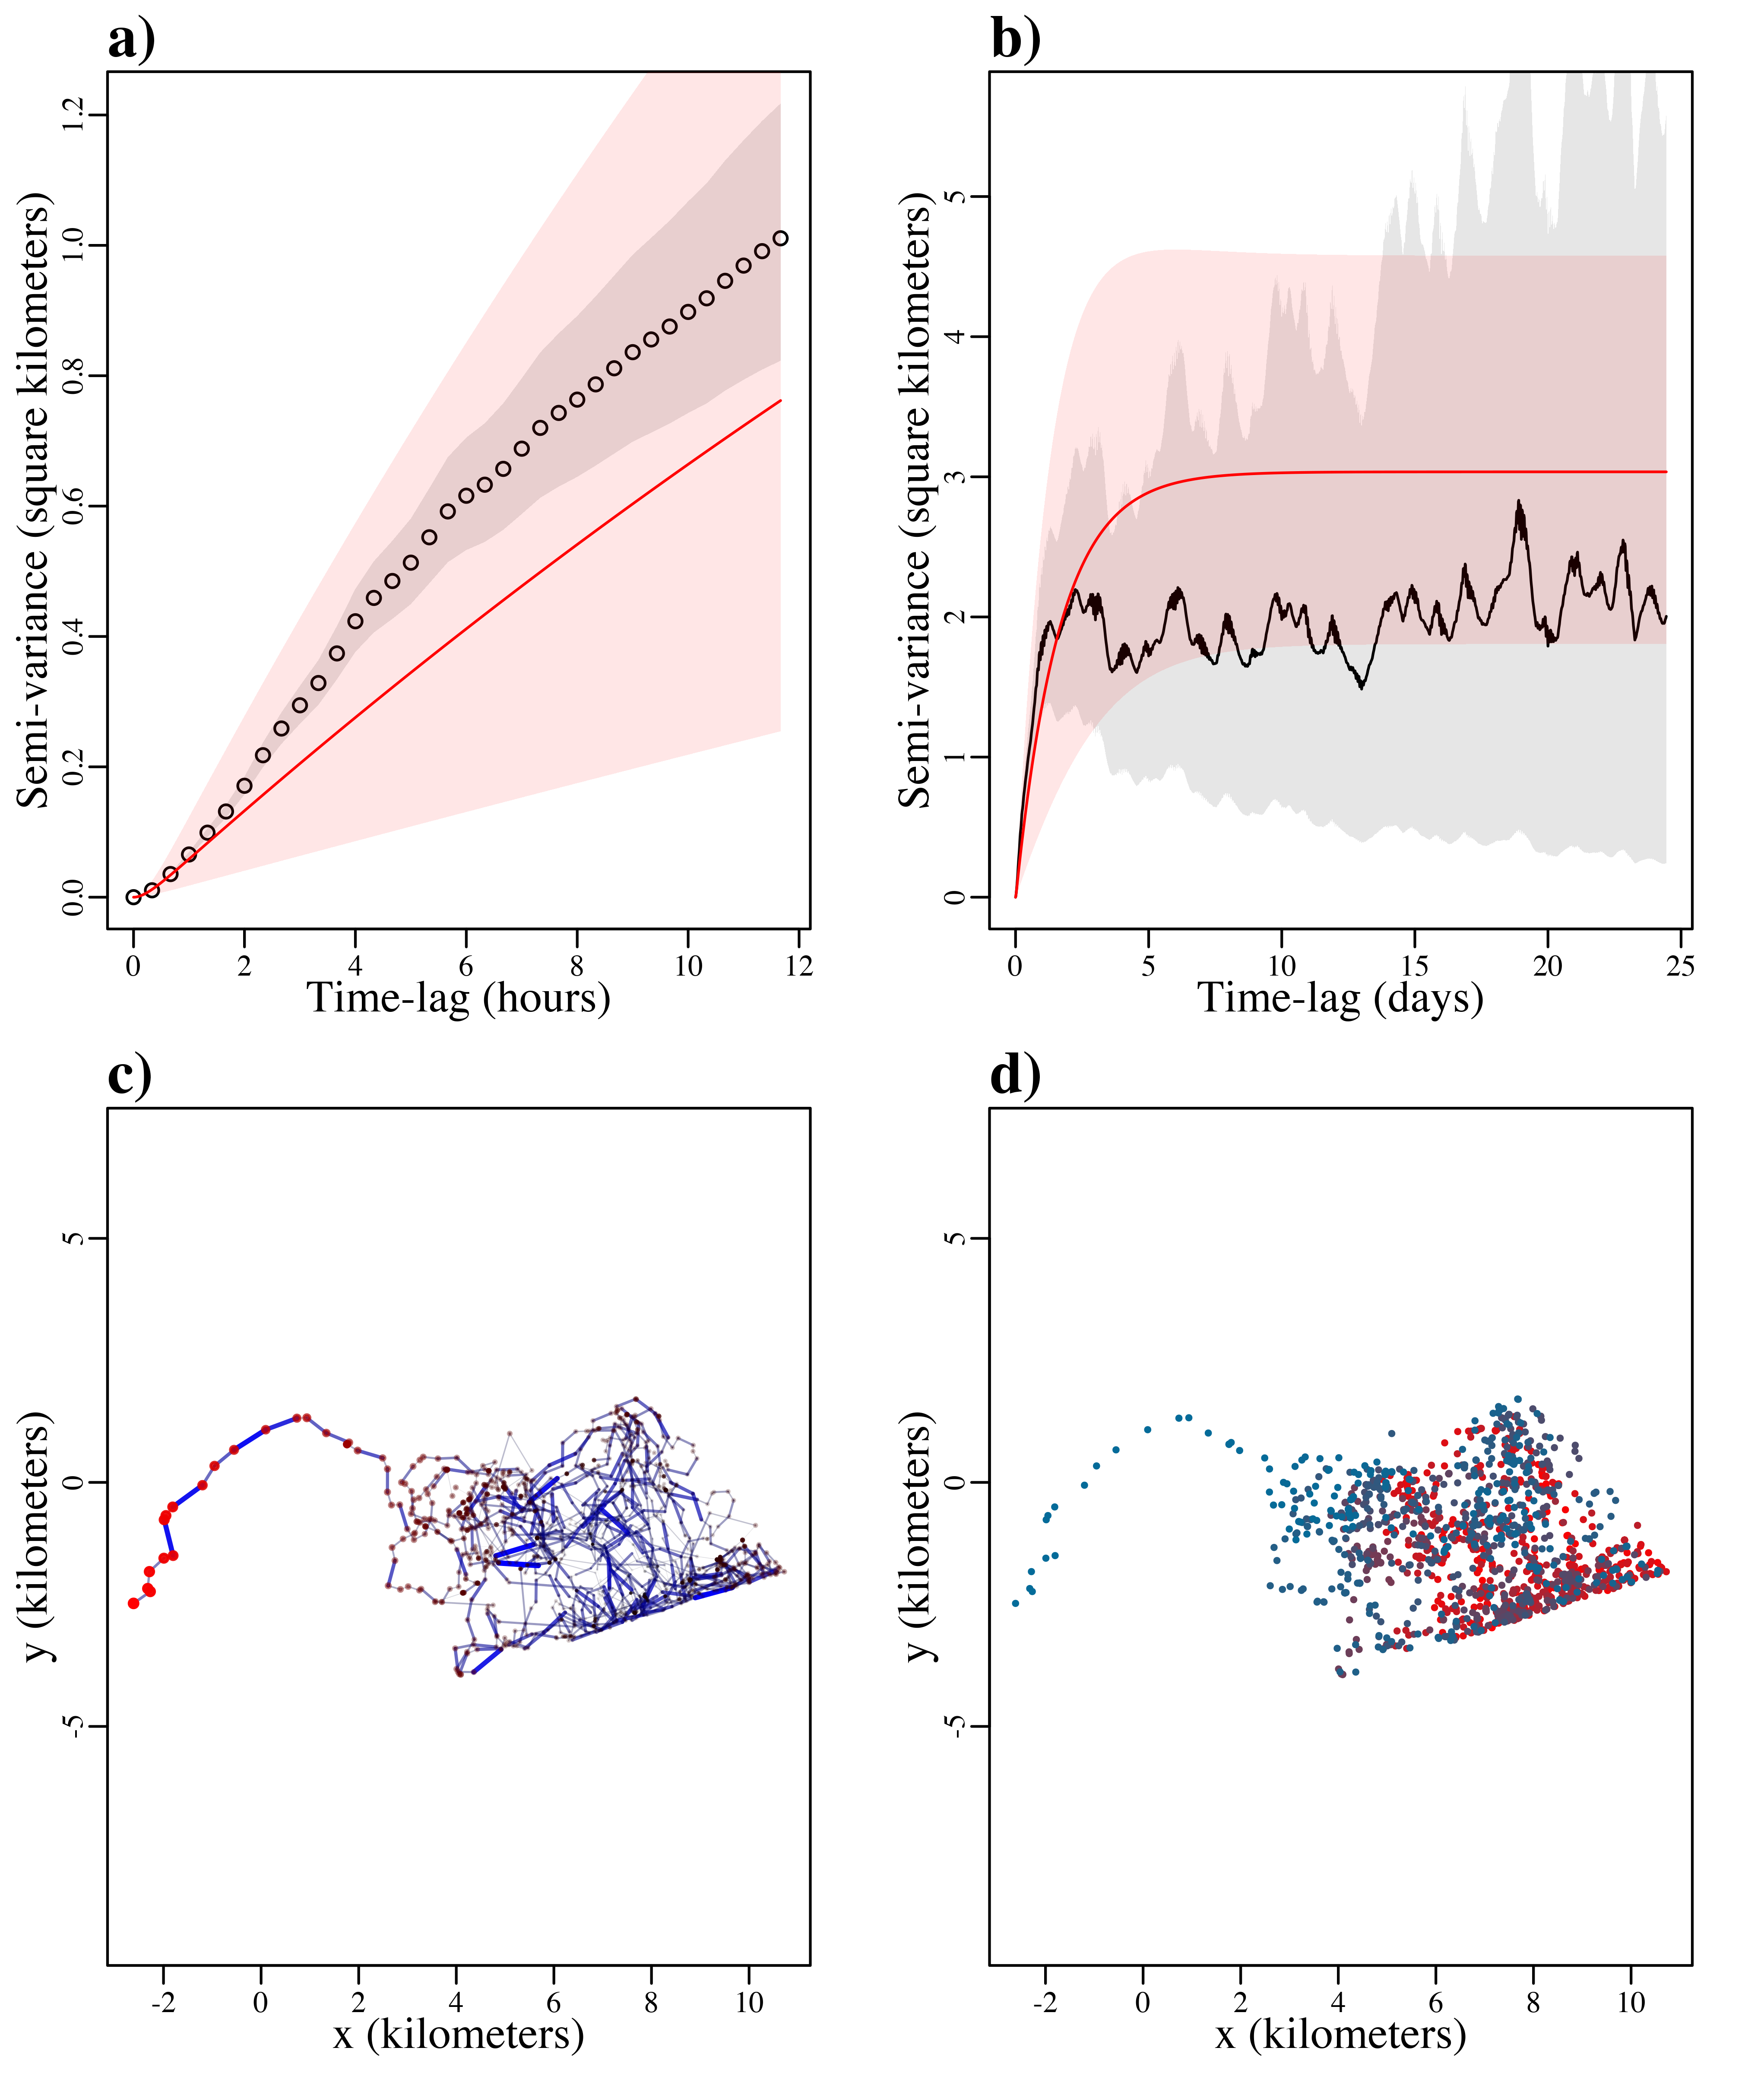 a)
Semi-variance (square kilometers)
0.0 0.2 0.4 0.6 0.8 1.0 1.2
0 2 4 6 8 10 12
Time-lag (hours)
b)
Semi-variance (square kilometers)
0 1 2 3 4 5
0 5 10 15 20 25
Time-lag (days)
c)
y (kilometers)
-5 0 5
-2 0 2 4 6 8 10
x (kilometers)
d)
y (kilometers)
-5 0 5
-2 0 2 4 6 8 10
x (kilometers)